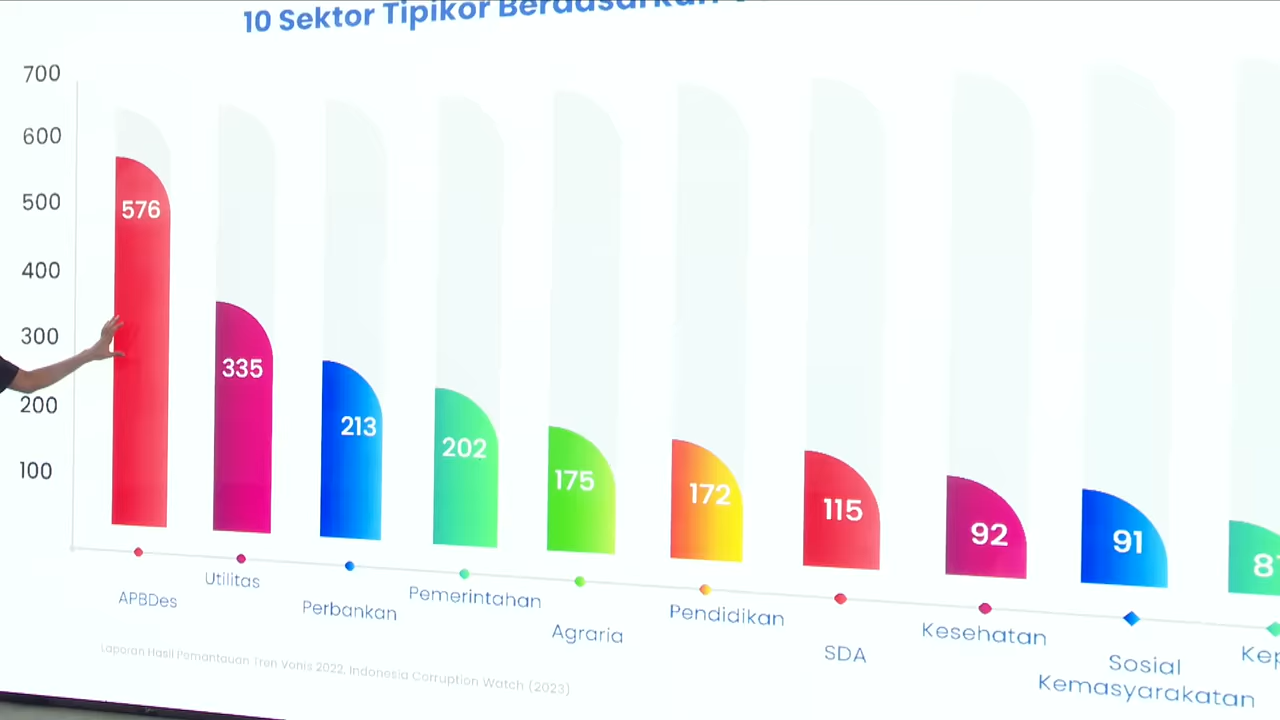 10 Sektor Tipikor Berdasarkan
700
600
500
400
300
200
100
576
335
213
202
175
172
115
92
91
APBDes
Utilitas
Perbankan
Pemerintahan
Agraria
Pendidikan
SDA
Kesehatan
Sosial
Kemasyarakatan
Laporan Hasil Pemantauan Tren Vonis 2022, Indonesia Corruption Watch (2023)